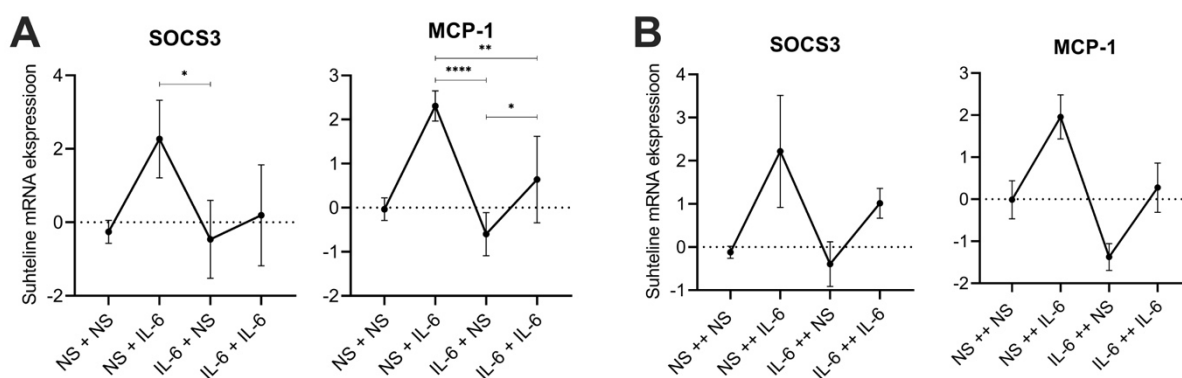 A
SOCS3
Suhteline mRNA ekspressioon
4
2
0
-2
*
NS + NS
NS + IL-6
IL-6 + NS
IL-6 + IL-6
MCP-1
3
2
1
0
-1
-2
**
****
*
NS + NS
NS + IL-6
IL-6 + NS
IL-6 + IL-6
B
SOCS3
Suhteline mRNA ekspressioon
4
3
2
1
0
-1
NS ++ NS
NS ++ IL-6
IL-6 ++ NS
IL-6 ++ IL-6
MCP-1
3
2
1
0
-1
-2
NS ++ NS
NS ++ IL-6
IL-6 ++ NS
IL-6 ++ IL-6